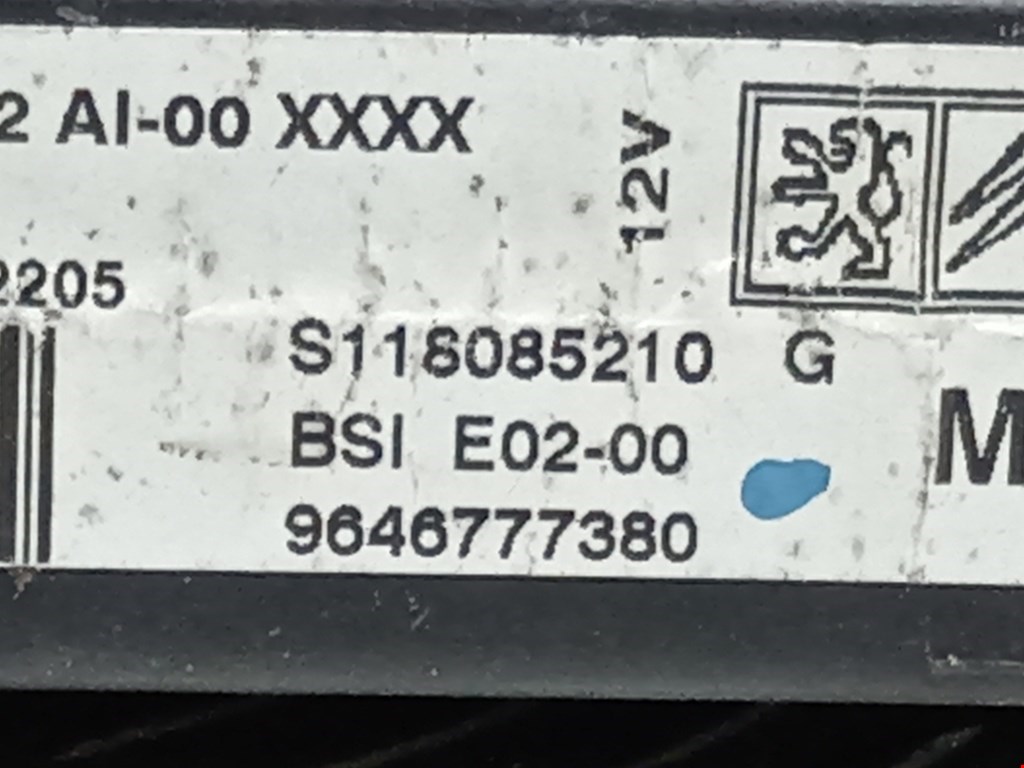 2 AI-00 XXXX
12V
2205
S118085210 G
BSI E02-00
9646777380
M